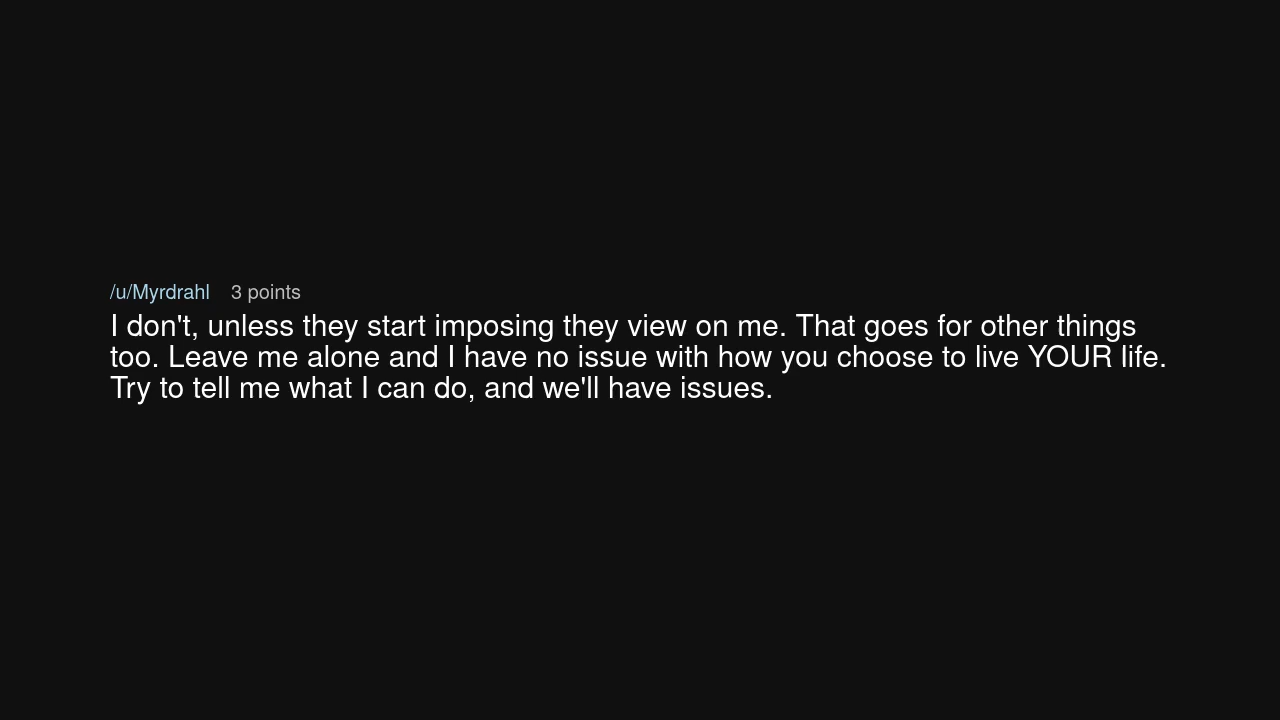 /u/Myrdrahl 3 points
I don't, unless they start imposing they view on me. That goes for other things
too. Leave me alone and I have no issue with how you choose to live YOUR life.
Try to tell me what I can do, and we'll have issues.